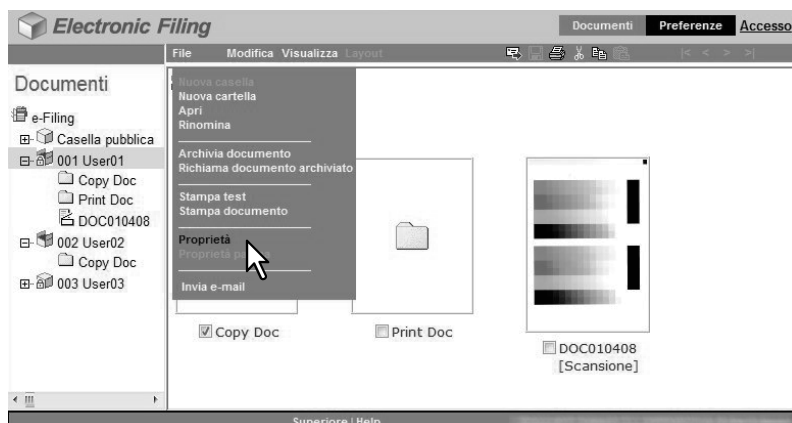 Electronic Filing
Documenti Preferenze Accesso
File Modifica Visualizza Layout
|< < > >|
Documenti
e-Filing
Casella pubblica
001 User01
Copy Doc
Print Doc
DOC010408
002 User02
Copy Doc
003 User03
Nuova casella
Nuova cartella
Apri
Rinomina
Archivia documento
Richiama documento archiviato
Stampa test
Stampa documento
Proprietà
Proprietà
Invia e-mail
Copy Doc
Print Doc
DOC010408
[Scansione]
Superiore | Help